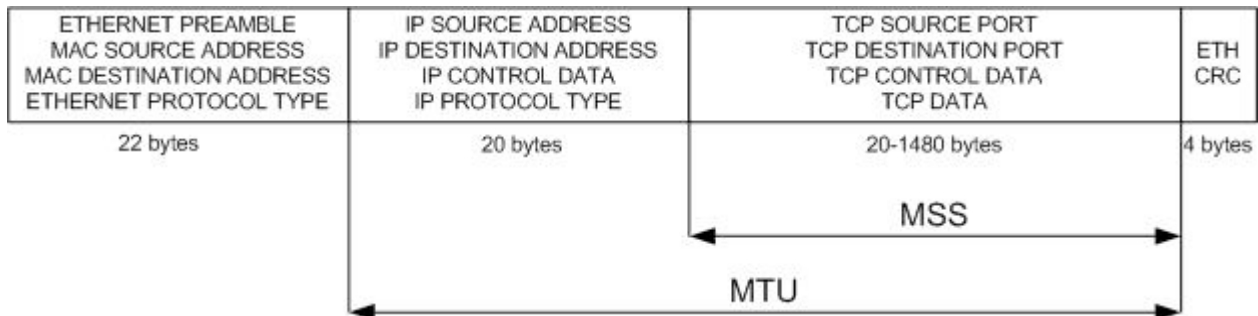 ETHERNET PREAMBLE
MAC SOURCE ADDRESS
MAC DESTINATION ADDRESS
ETHERNET PROTOCOL TYPE
IP SOURCE ADDRESS
IP DESTINATION ADDRESS
IP CONTROL DATA
IP PROTOCOL TYPE
TCP SOURCE PORT
TCP DESTINATION PORT
TCP CONTROL DATA
TCP DATA
ETH
CRC
22 bytes
20 bytes
20-1480 bytes
4 bytes
MSS
MTU